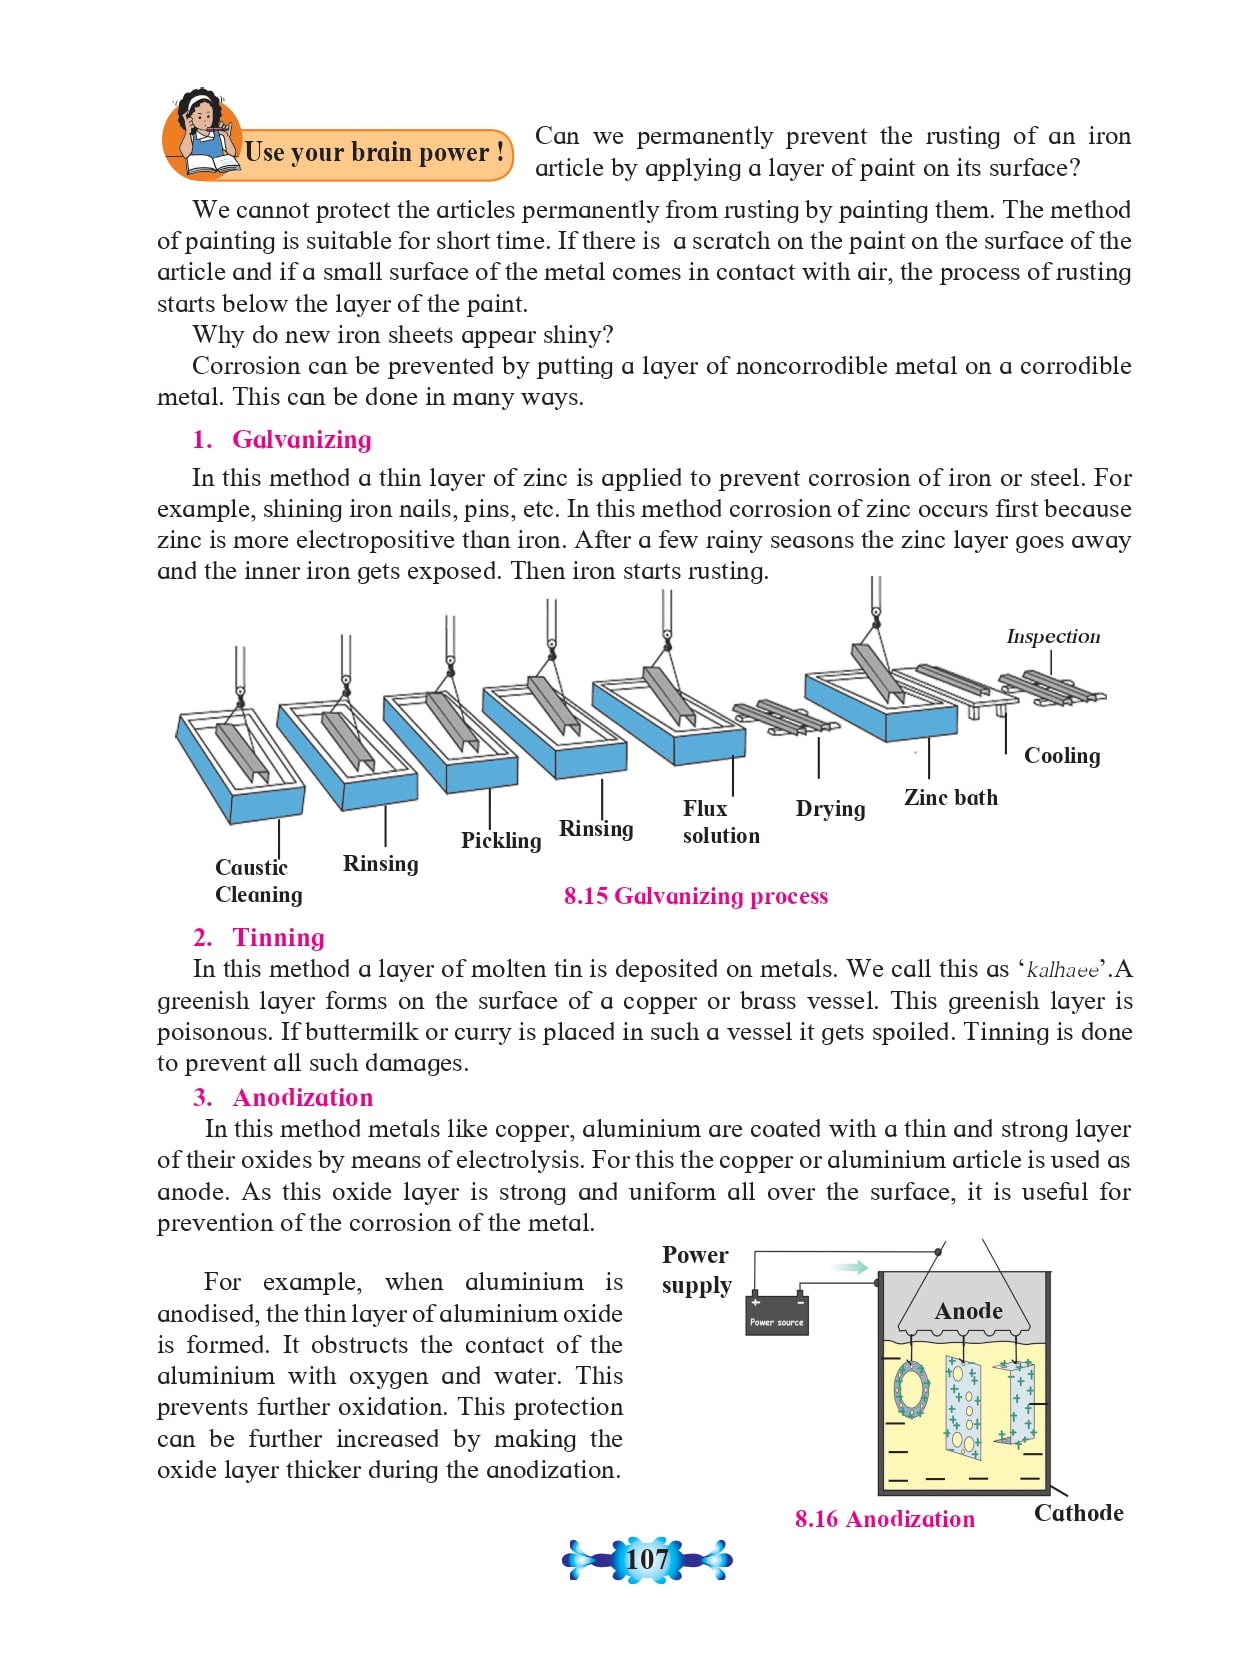 Use your brain power !
Can we permanently prevent the rusting of an iron
article by applying a layer of paint on its surface?
We cannot protect the articles permanently from rusting by painting them. The method
of painting is suitable for short time. If there is a scratch on the paint on the surface of the
article and if a small surface of the metal comes in contact with air, the process of rusting
starts below the layer of the paint.
Why do new iron sheets appear shiny?
Corrosion can be prevented by putting a layer of noncorrodible metal on a corrodible
metal. This can be done in many ways.
1. Galvanizing
In this method a thin layer of zinc is applied to prevent corrosion of iron or steel. For
example, shining iron nails, pins, etc. In this method corrosion of zinc occurs first because
zinc is more electropositive than iron. After a few rainy seasons the zinc layer goes away
and the inner iron gets exposed. Then iron starts rusting.
Inspection
Cooling
Zinc bath
Drying
Flux
solution
Rinsing
Pickling
Rinsing
Caustic
Cleaning
8.15 Galvanizing process
2. Tinning
In this method a layer of molten tin is deposited on metals. We call this as ‘kalhaee’.A
greenish layer forms on the surface of a copper or brass vessel. This greenish layer is
poisonous. If buttermilk or curry is placed in such a vessel it gets spoiled. Tinning is done
to prevent all such damages.
3. Anodization
In this method metals like copper, aluminium are coated with a thin and strong layer
of their oxides by means of electrolysis. For this the copper or aluminium article is used as
anode. As this oxide layer is strong and uniform all over the surface, it is useful for
prevention of the corrosion of the metal.
For example, when aluminium is
anodised, the thin layer of aluminium oxide
is formed. It obstructs the contact of the
aluminium with oxygen and water. This
prevents further oxidation. This protection
can be further increased by making the
oxide layer thicker during the anodization.
Power
supply
+ −
Power source
Anode
Cathode
8.16 Anodization
107